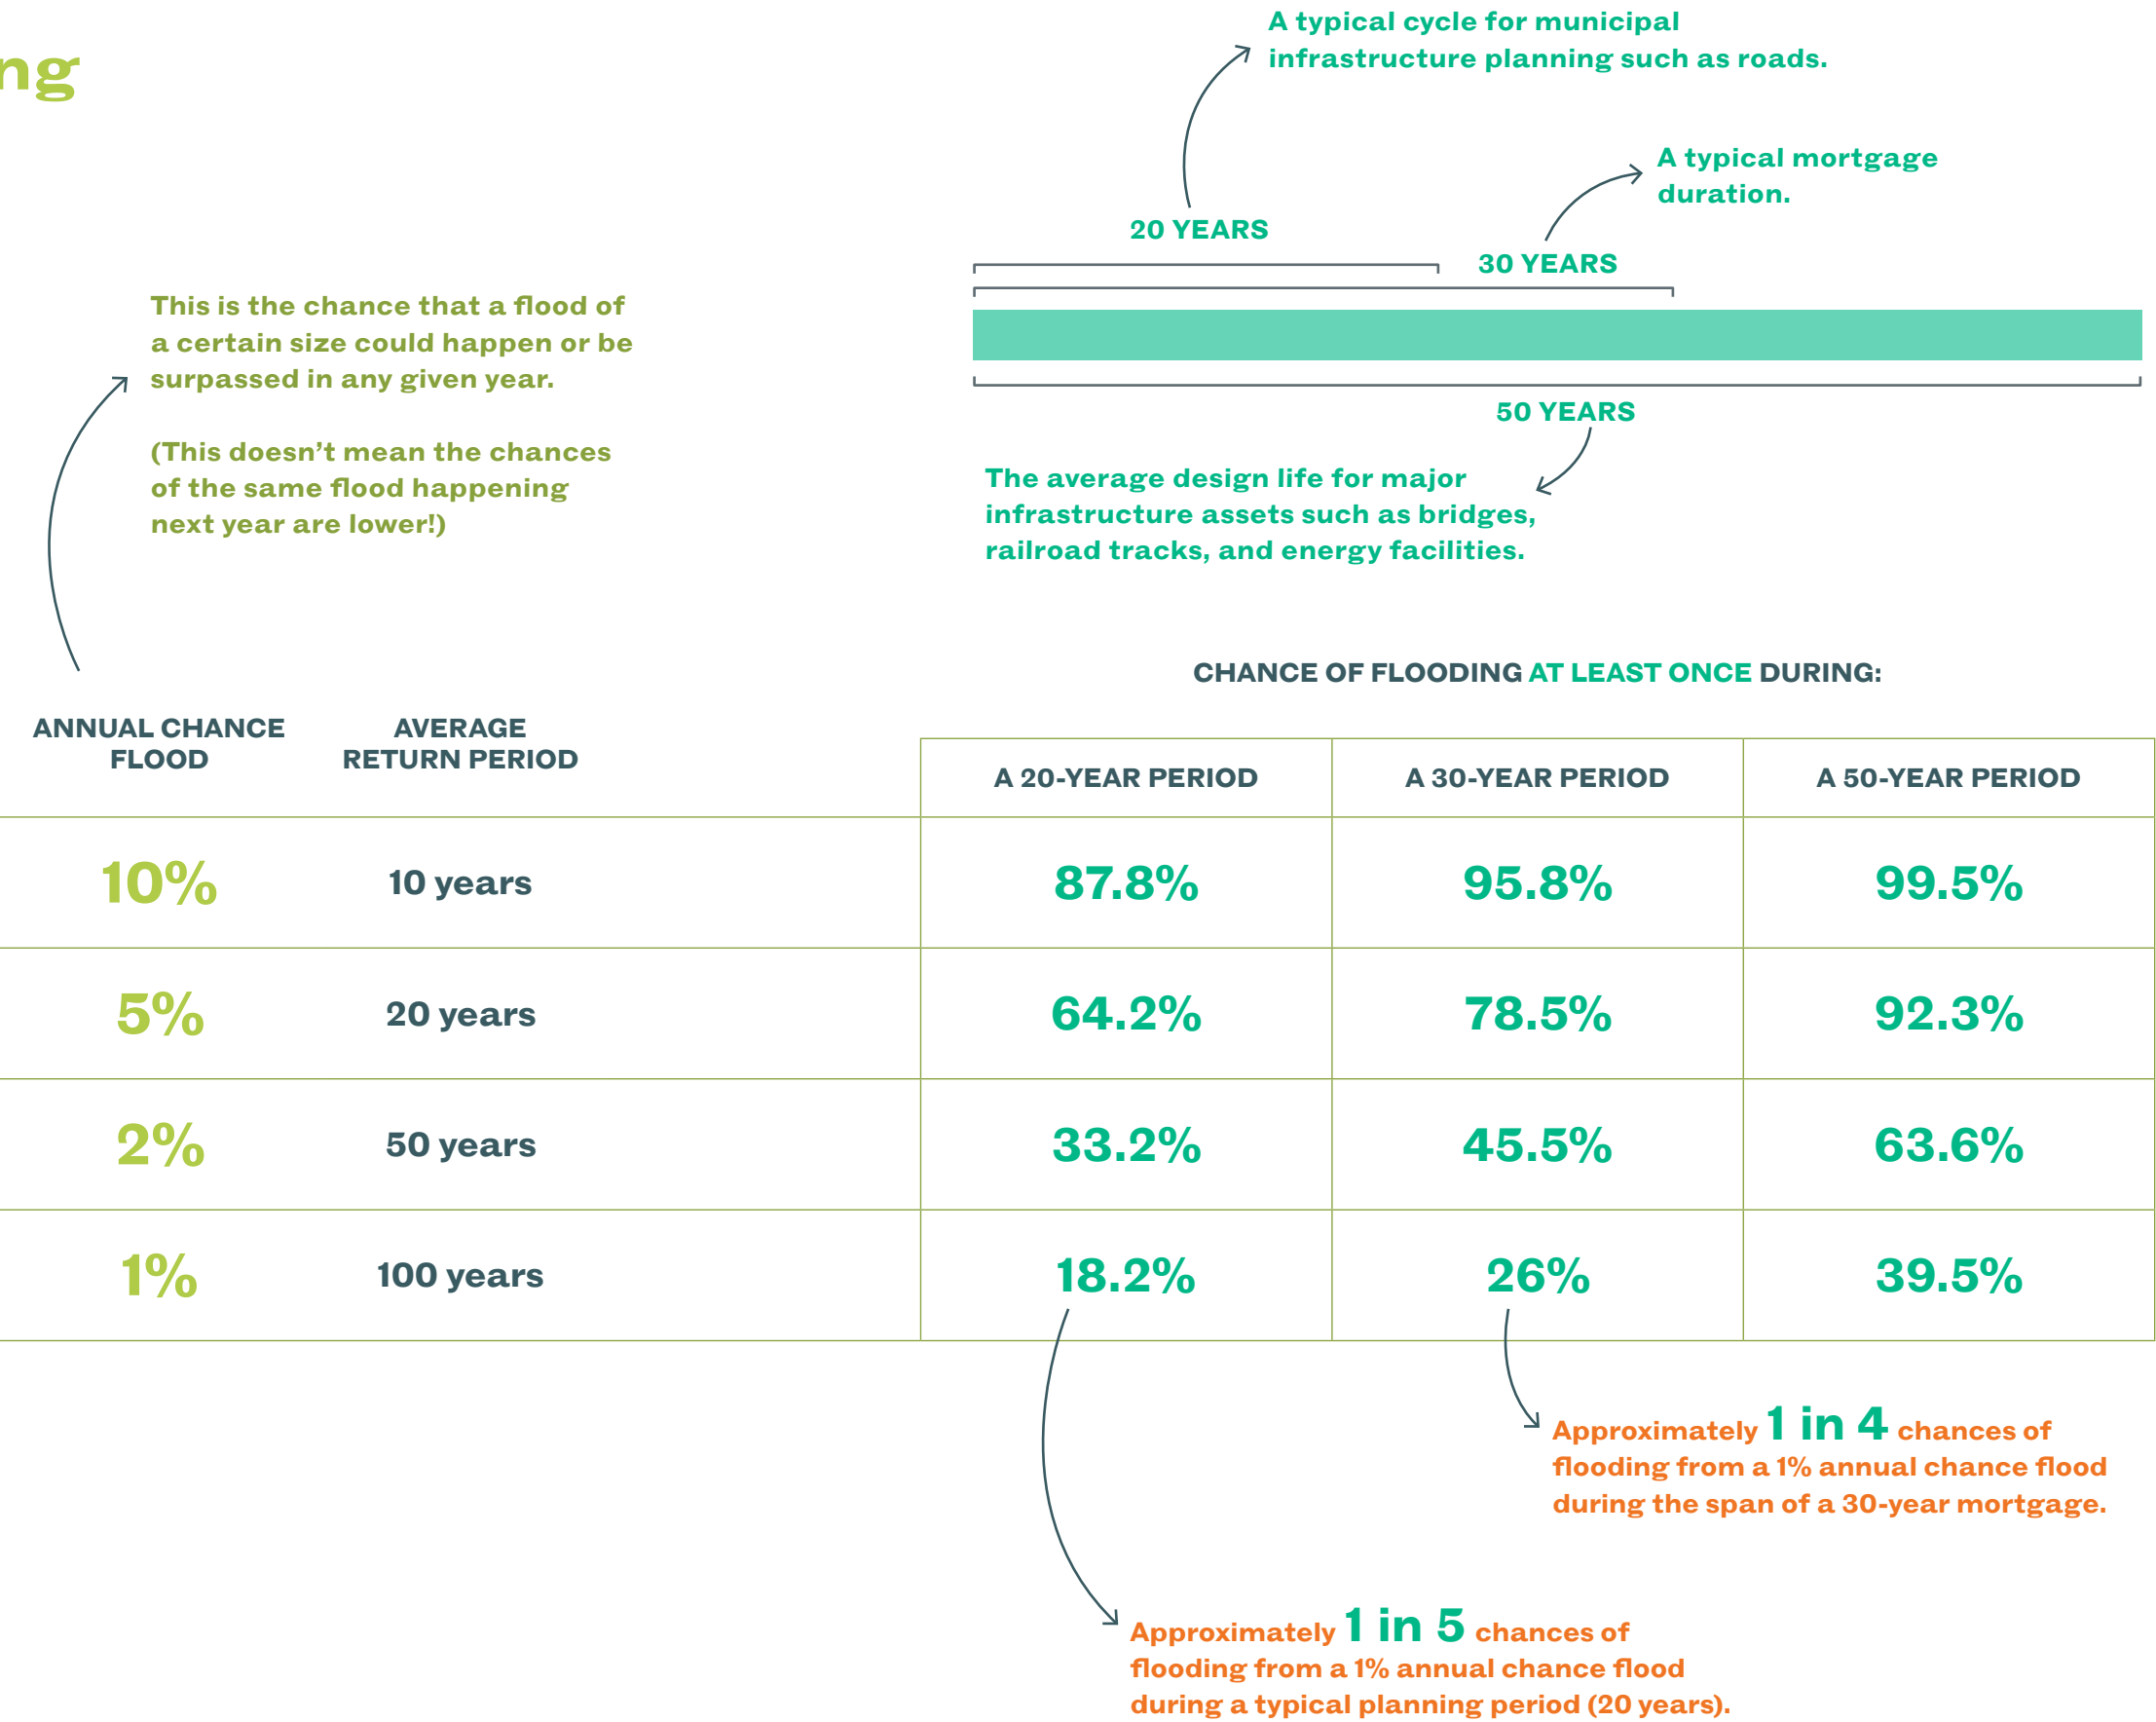 ng
A typical cycle for municipal
infrastructure planning such as roads.
A typical mortgage
duration.
20 YEARS
30 YEARS
50 YEARS
The average design life for major
infrastructure assets such as bridges,
railroad tracks, and energy facilities.
This is the chance that a flood of
a certain size could happen or be
surpassed in any given year.
(This doesn’t mean the chances
of the same flood happening
next year are lower!)
CHANCE OF FLOODING AT LEAST ONCE DURING:
ANNUAL CHANCE
FLOOD
AVERAGE
RETURN PERIOD
A 20-YEAR PERIOD
A 30-YEAR PERIOD
A 50-YEAR PERIOD
10% 10 years 87.8% 95.8% 99.5%
5% 20 years 64.2% 78.5% 92.3%
2% 50 years 33.2% 45.5% 63.6%
1% 100 years 18.2% 26% 39.5%
Approximately 1 in 4 chances of
flooding from a 1% annual chance flood
during the span of a 30-year mortgage.
Approximately 1 in 5 chances of
flooding from a 1% annual chance flood
during a typical planning period (20 years).